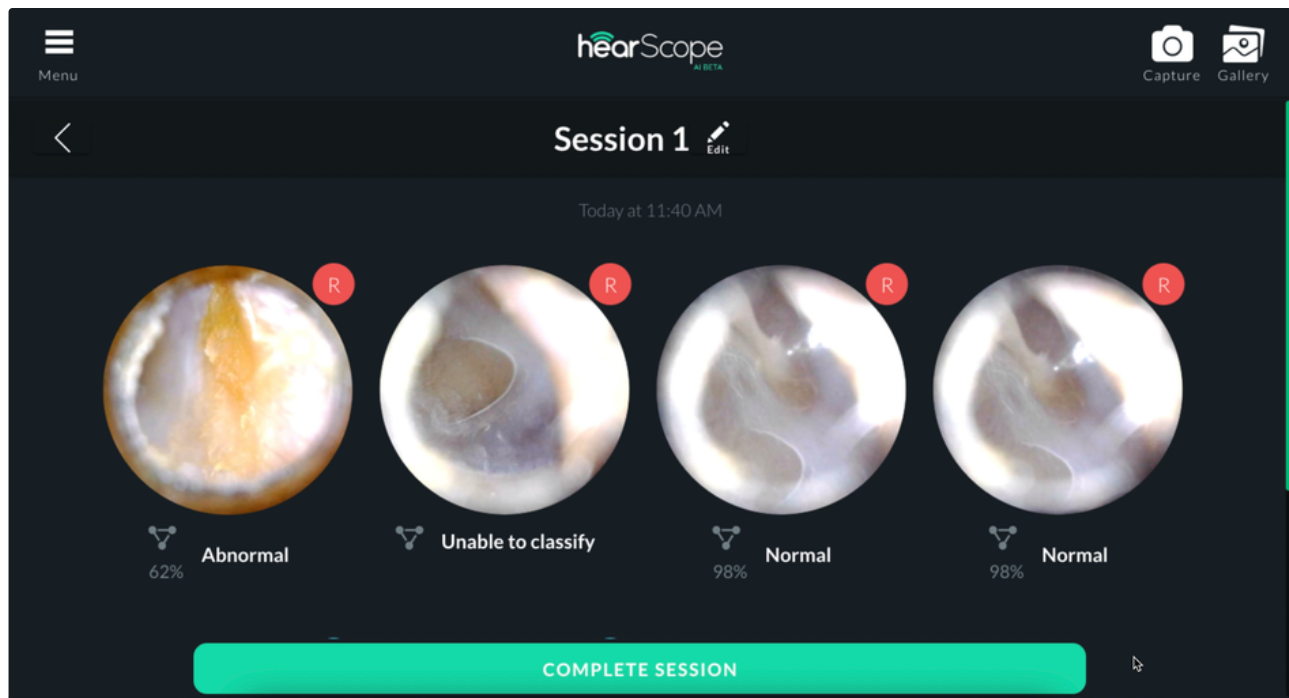 hearScope
AI BETA
Menu
Capture
Gallery
Session 1
Edit
Today at 11:40 AM
R
R
R
R
Abnormal
62%
Unable to classify
Normal
98%
Normal
98%
COMPLETE SESSION